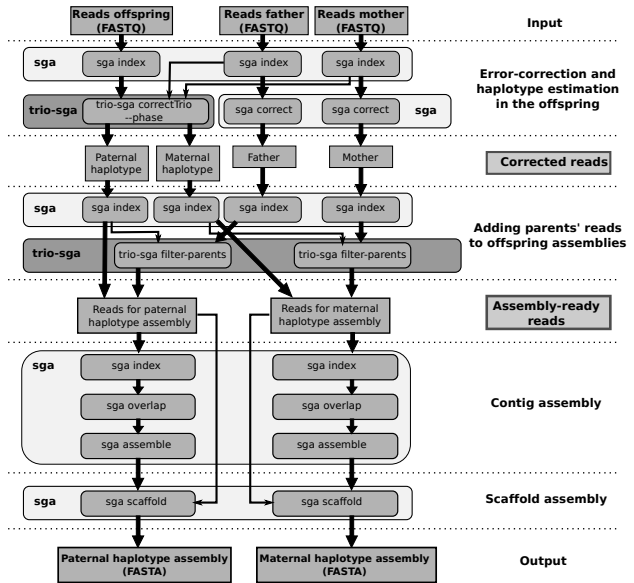 Reads offspring
(FASTQ)
Reads father
(FASTQ)
Reads mother
(FASTQ)
Input
sga
sga index
sga index
sga index
Error-correction and
haplotype estimation
in the offspring
trio-sga
trio-sga correctTrio
--phase
sga correct
sga correct
sga
Paternal
haplotype
Maternal
haplotype
Father
Mother
Corrected reads
sga
sga index
sga index
sga index
sga index
Adding parents' reads
to offspring assemblies
trio-sga
trio-sga filter-parents
trio-sga filter-parents
Reads for paternal
haplotype assembly
Reads for maternal
haplotype assembly
Assembly-ready
reads
sga
sga index
sga index
sga overlap
sga overlap
Contig assembly
sga assemble
sga assemble
sga
sga scaffold
sga scaffold
Scaffold assembly
Paternal haplotype assembly
(FASTA)
Maternal haplotype assembly
(FASTA)
Output